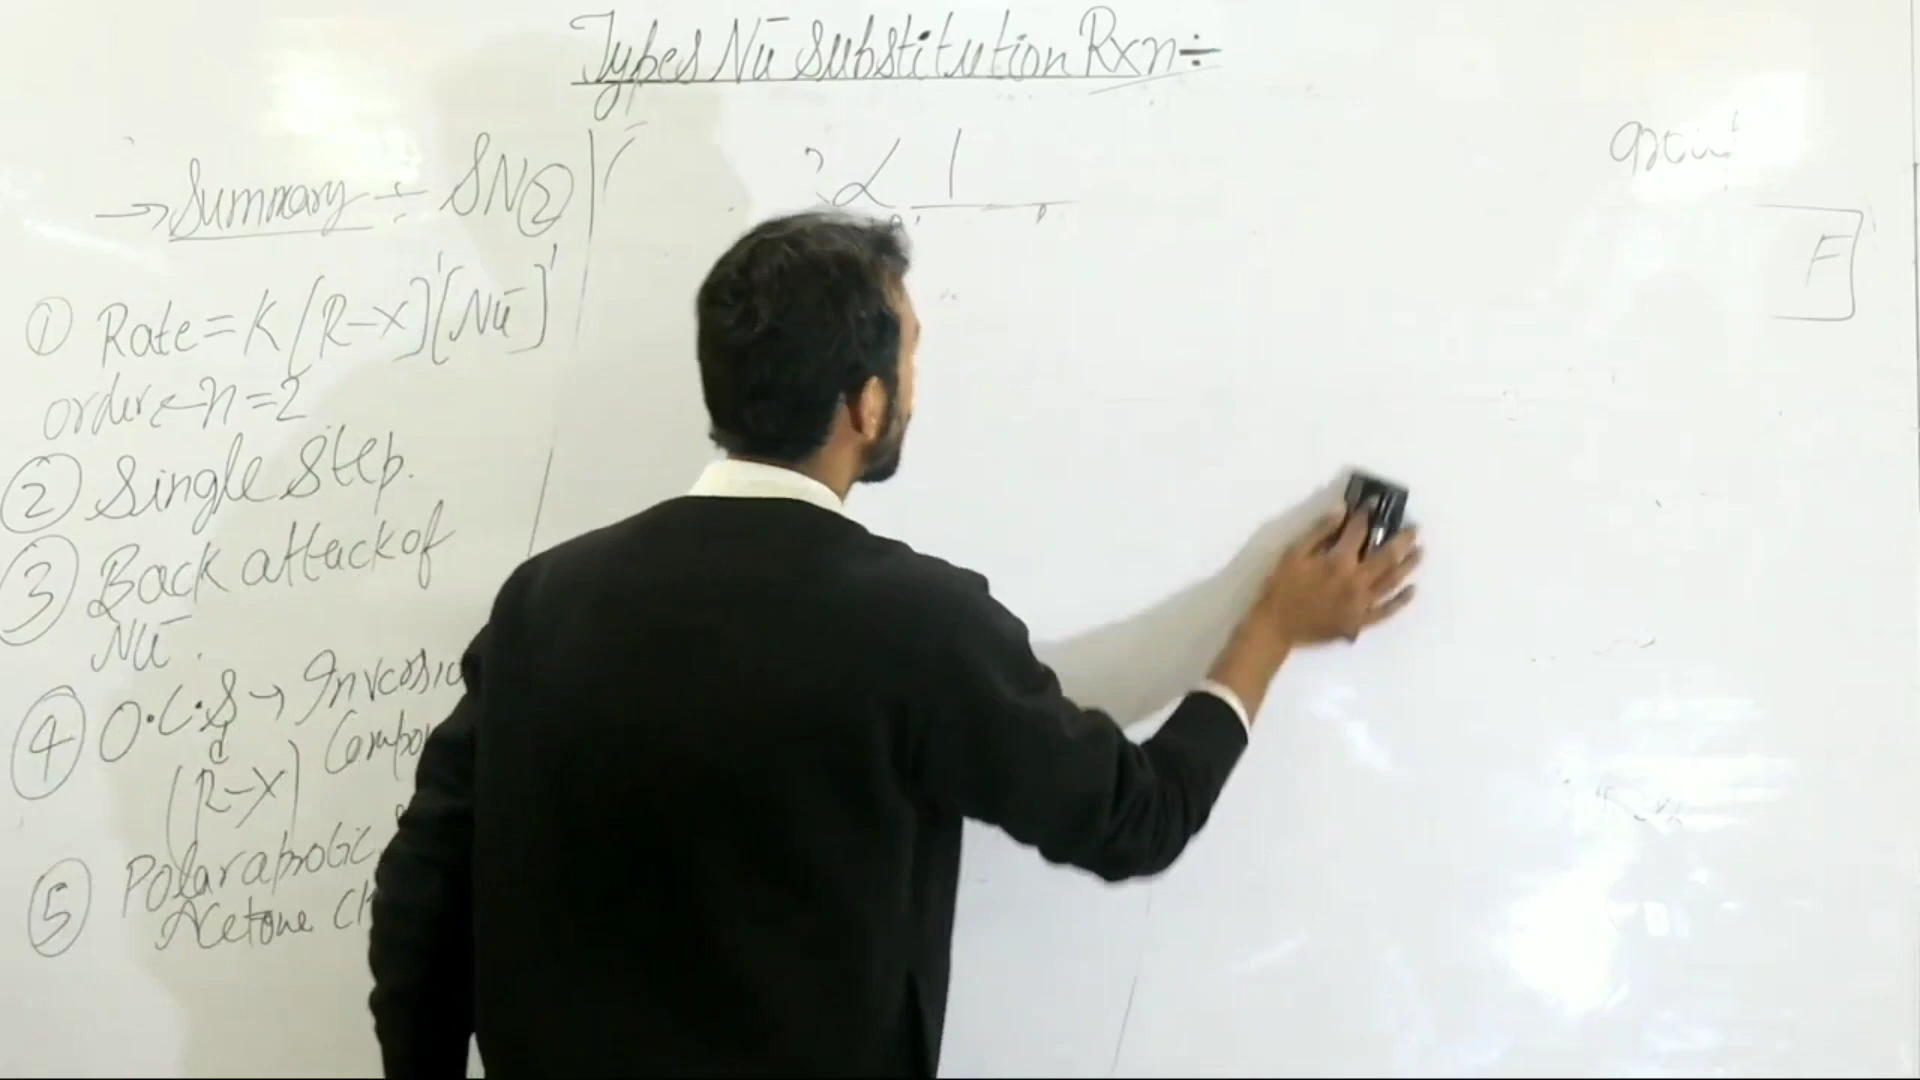 Types Nū Substitution Rxn÷
→ Summary ÷ SN②
① Rate = K [R-X]' [Nū]'
order ← n = 2
② Single Step.
③ Back attack of
Nū.
④ O.C.S →
(R-X)
⑤ Polar aprotic
Acetone
∝ 1
F